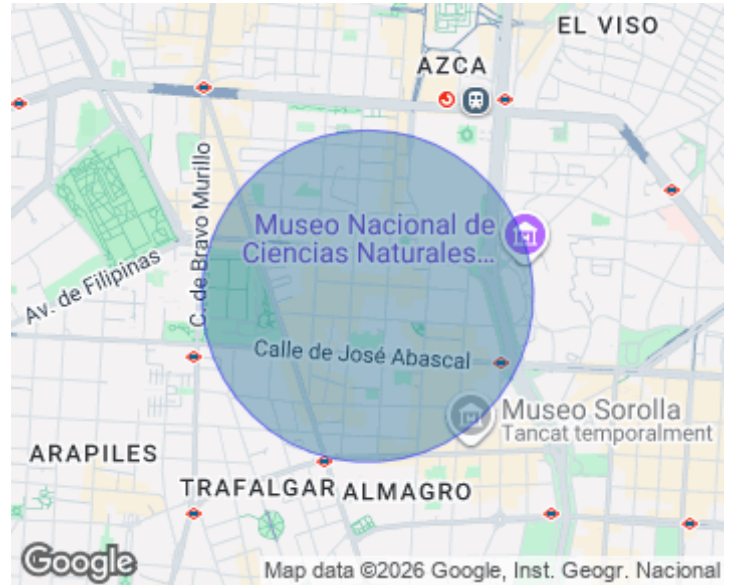 EL VISO
AZCA
C. de Bravo Murillo
Museo Nacional de
Ciencias Naturales...
Av. de Filipinas
Calle de José Abascal
Museo Sorolla
Tancat temporalment
ARAPILES
TRAFALGAR
ALMAGRO
Google
Map data ©2026 Google, Inst. Geogr. Nacional